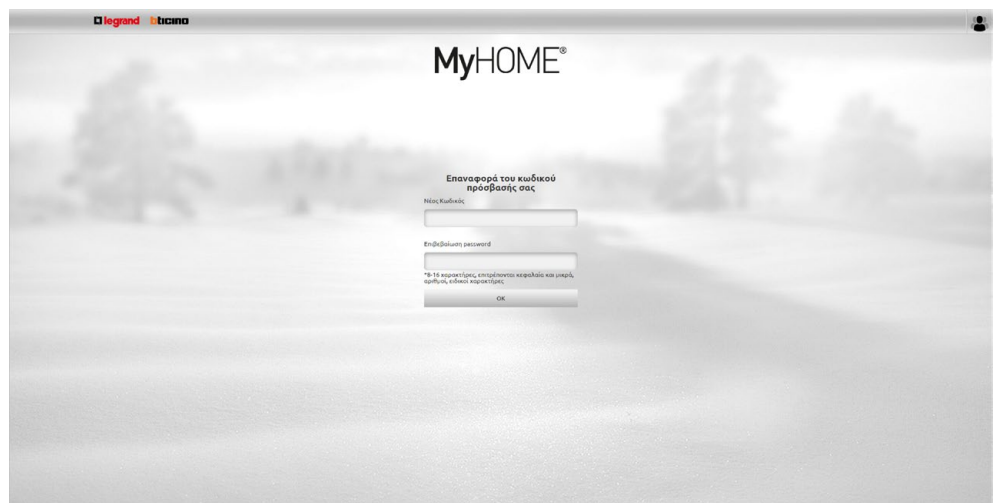 legrand bticino
MyHOME®
Επαναφορά του κωδικού
πρόσβασής σας
Νέος Κωδικός
Επιβεβαίωση password
*8-16 χαρακτήρες, επιτρέπονται κεφαλαία και μικρά,
αριθμοί, ειδικοί χαρακτήρες
OK